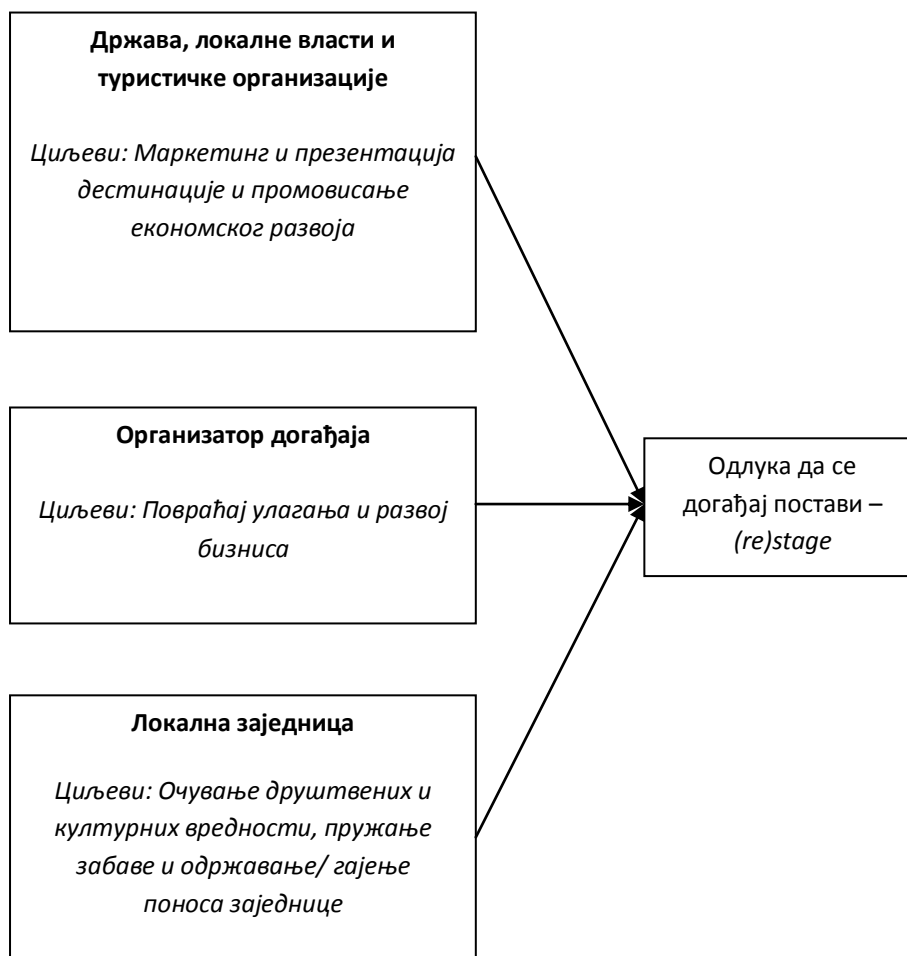 Држава, локалне власти и
туристичке организације
Циљеви: Маркетинг и презентација
дестинације и промовисање
економског развоја
Организатор догађаја
Циљеви: Повраћај улагања и развој
бизниса
Одлука да се
догађај постави –
(re)stage
Локална заједница
Циљеви: Очување друштвених и
културних вредности, пружање
забаве и одржавање/ гајење
поноса заједнице